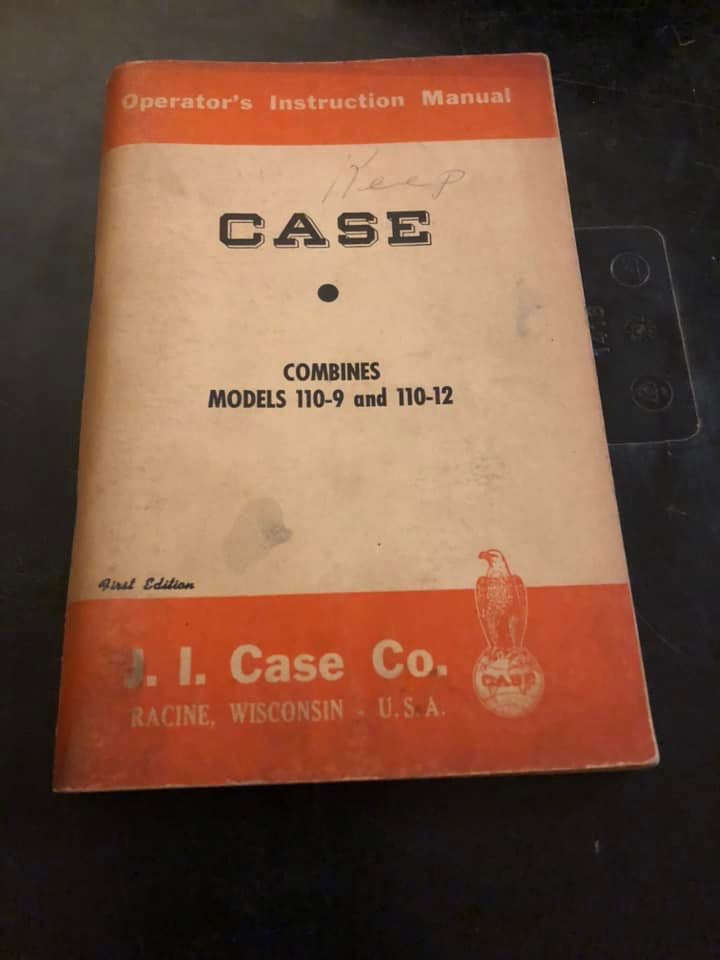 Operator's Instruction Manual
Keep
CASE
COMBINES
MODELS 110-9 and 110-12
First Edition
J. I. Case Co.
RACINE, WISCONSIN - U.S.A.
CASE